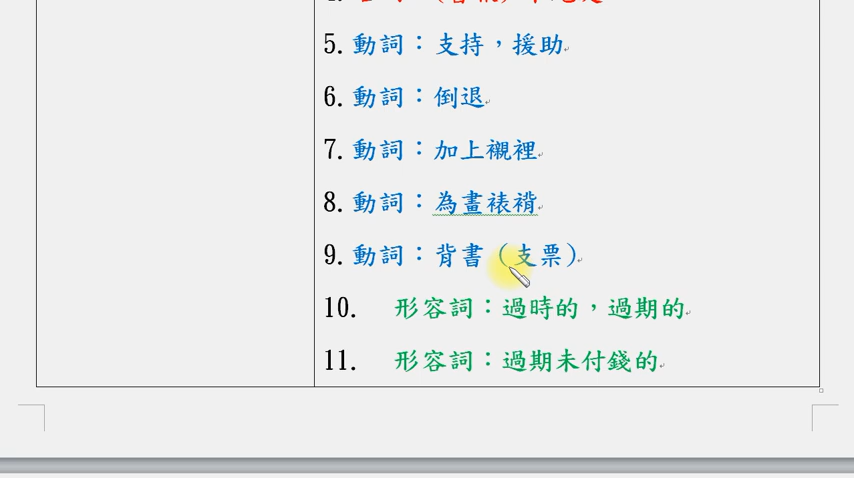 5. 動詞：支持，援助
6. 動詞：倒退
7. 動詞：加上襯裡
8. 動詞：為畫裱褙
9. 動詞：背書（支票）
10. 形容詞：過時的，過期的
11. 形容詞：過期未付錢的